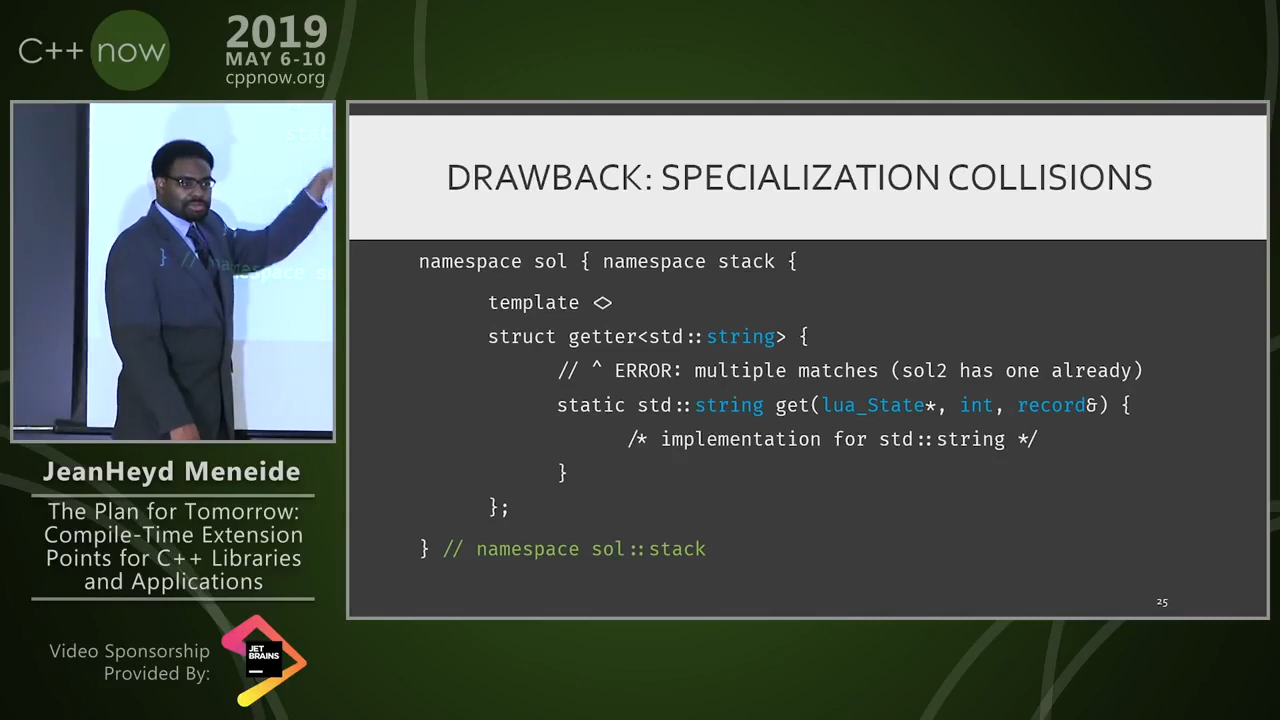 C++ now
2019
MAY 6-10
cppnow.org
DRAWBACK: SPECIALIZATION COLLISIONS
namespace sol { namespace stack {
template <>
struct getter<std::string> {
// ^ ERROR: multiple matches (sol2 has one already)
static std::string get(lua_State*, int, record&) {
/* implementation for std::string */
}
};
} // namespace sol::stack
25
JeanHeyd Meneide
The Plan for Tomorrow:
Compile-Time Extension
Points for C++ Libraries
and Applications
Video Sponsorship
Provided By:
JET
BRAINS